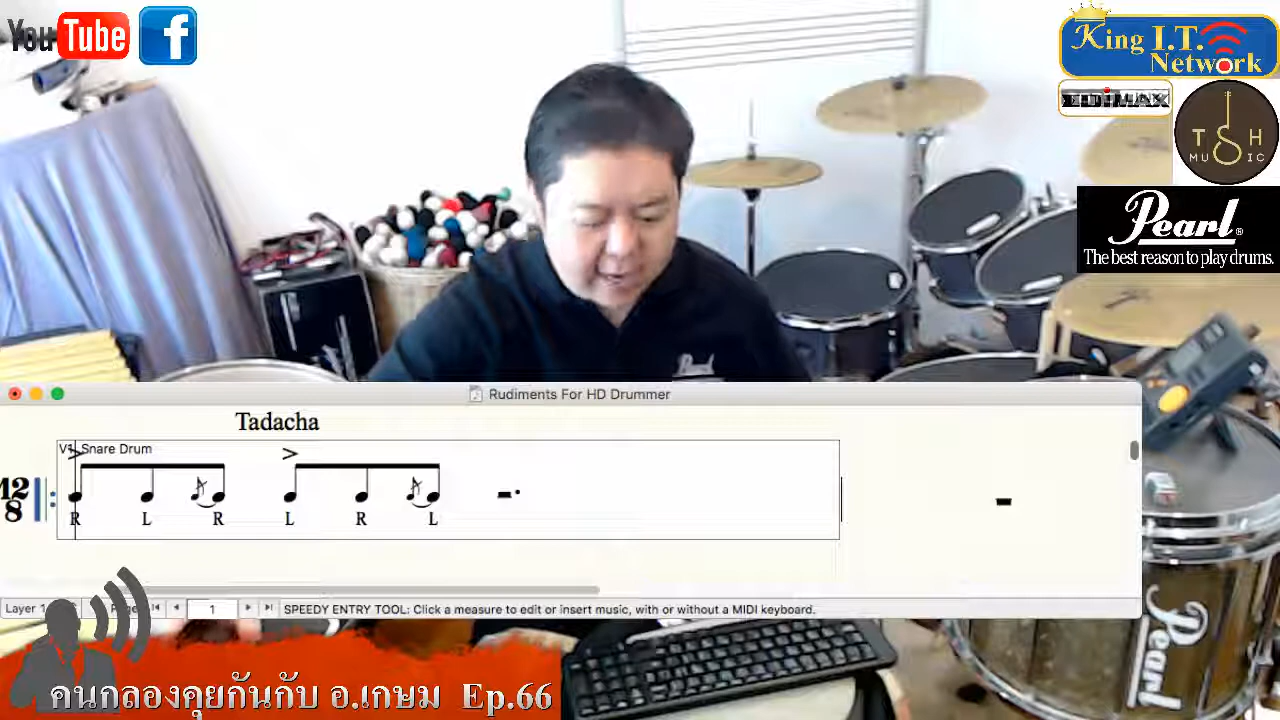 YouTube f
King I.T.
Network
EDIMAX
T S H
MUSIC
Pearl®
The best reason to play drums.
Pearl
Rudiments For HD Drummer
Tadacha
Snare Drum
12
8
R L R L R L
Layer 1
1
SPEEDY ENTRY TOOL: Click a measure to edit or insert music, with or without a MIDI keyboard.
Pearl
คนกลองคุยกันกับ อ.เกษม Ep.66